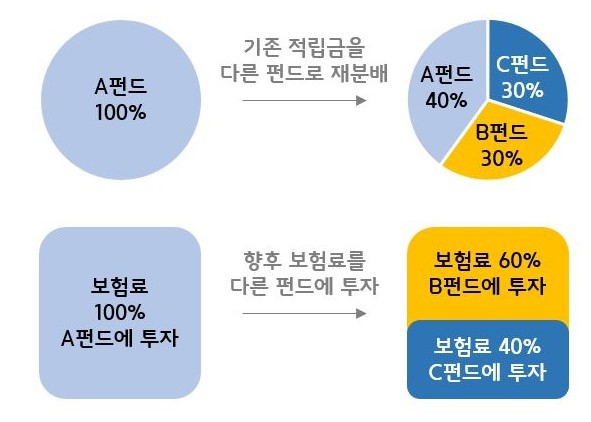 A펀드
100%
기존 적립금을
다른 펀드로 재분배
A펀드
40%
C펀드
30%
B펀드
30%
보험료
100%
A펀드에 투자
향후 보험료를
다른 펀드에 투자
보험료 60%
B펀드에 투자
보험료 40%
C펀드에 투자